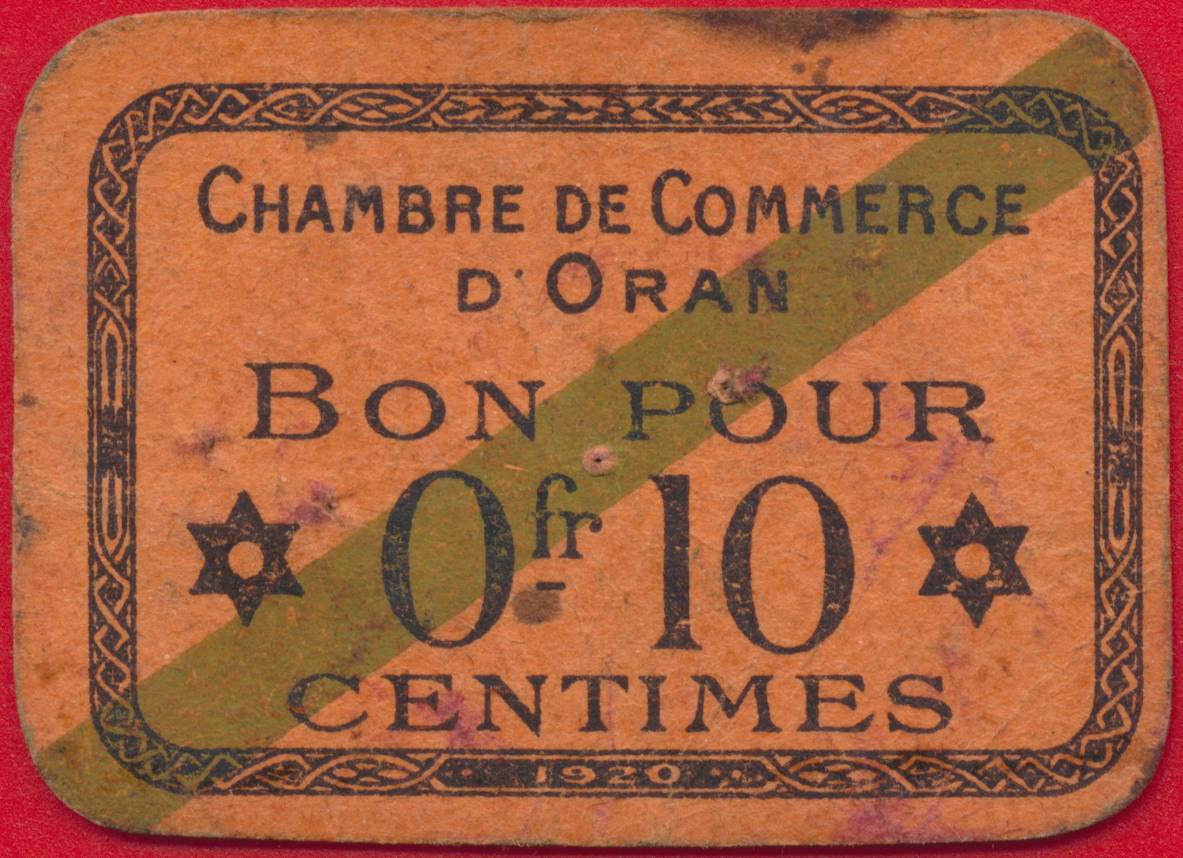 CHAMBRE DE COMMERCE
D'ORAN
BON POUR
0fr 10
CENTIMES
1920